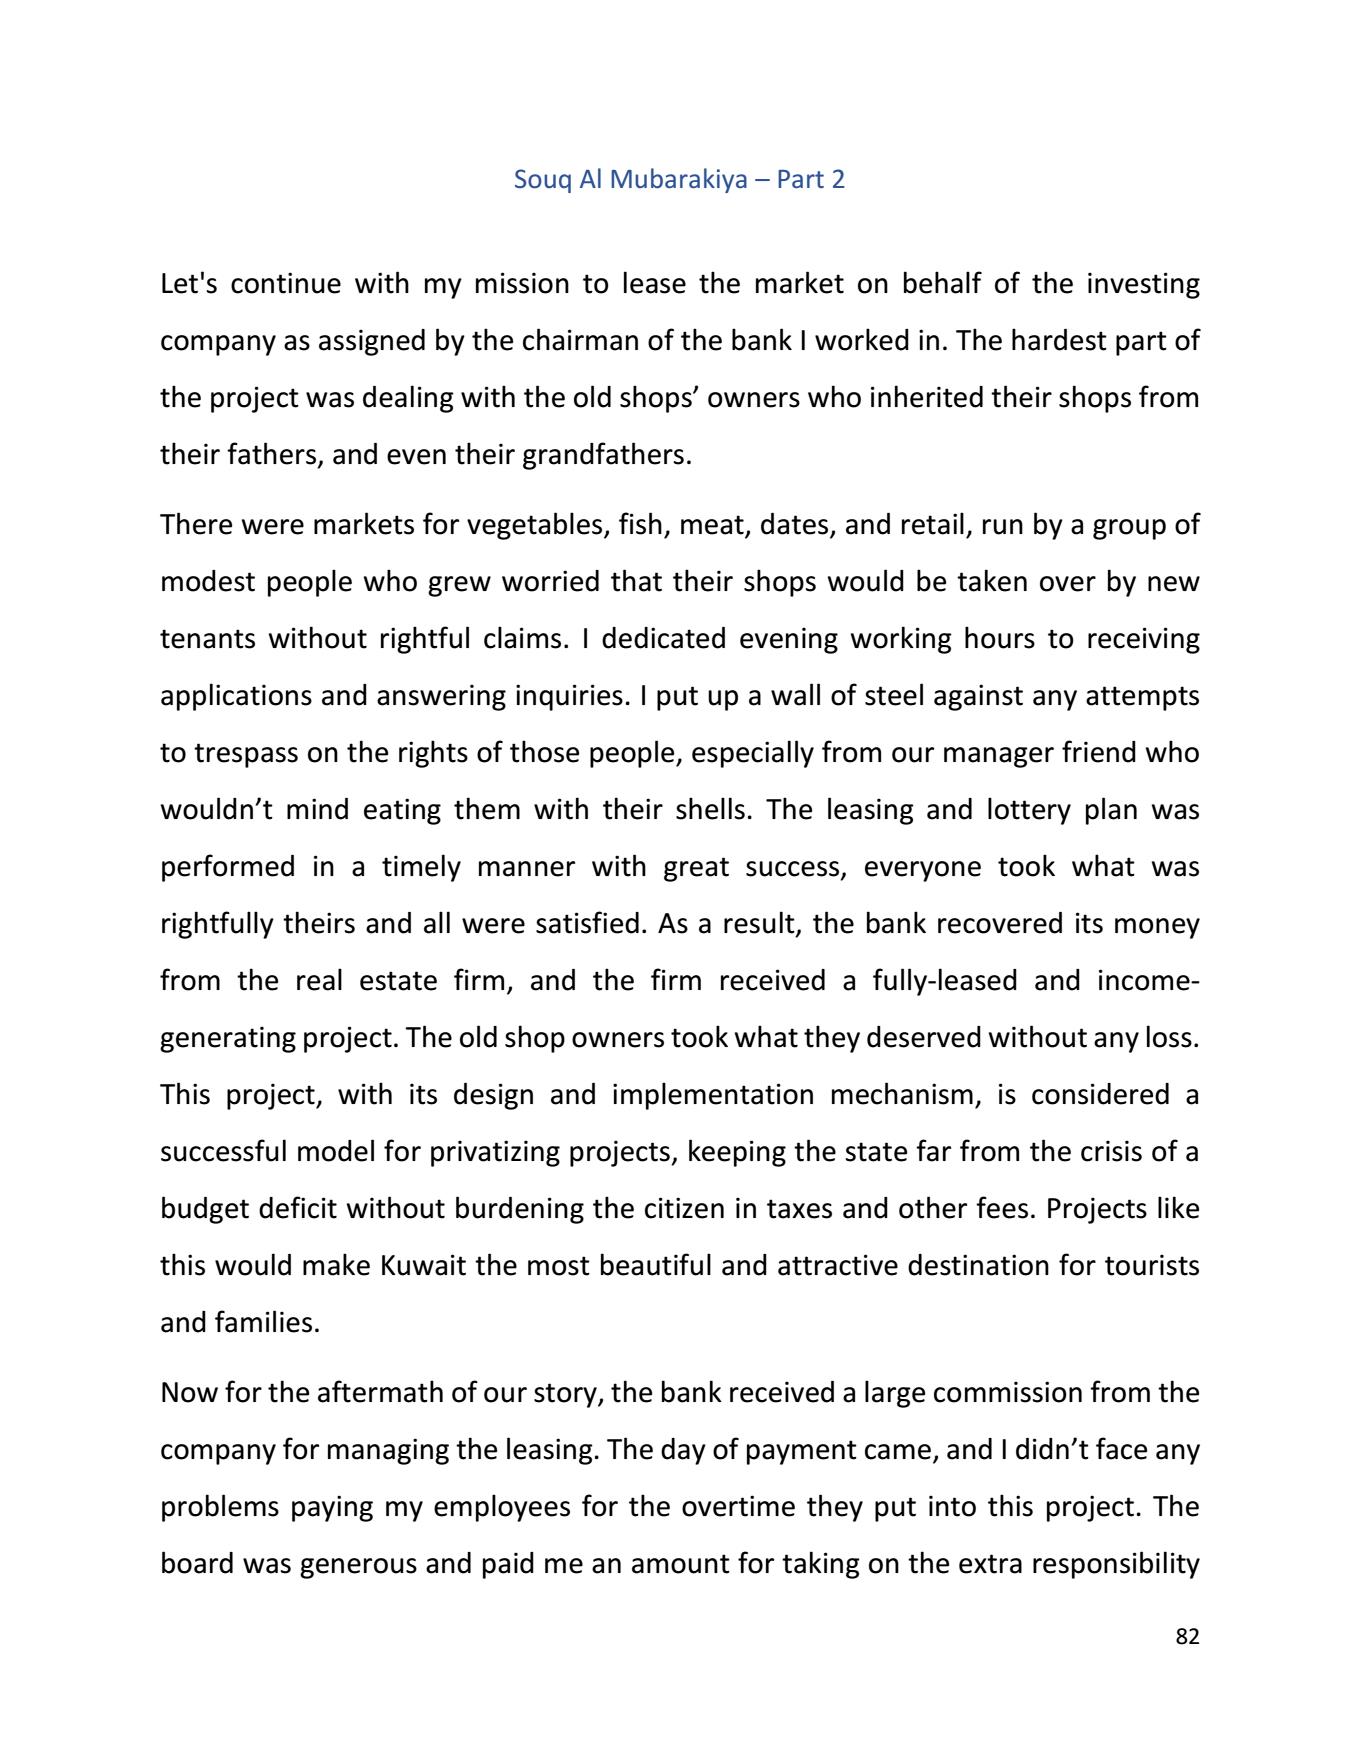 Souq Al Mubarakiya – Part 2
Let's continue with my mission to lease the market on behalf of the investing
company as assigned by the chairman of the bank I worked in. The hardest part of
the project was dealing with the old shops’ owners who inherited their shops from
their fathers, and even their grandfathers.
There were markets for vegetables, fish, meat, dates, and retail, run by a group of
modest people who grew worried that their shops would be taken over by new
tenants without rightful claims. I dedicated evening working hours to receiving
applications and answering inquiries. I put up a wall of steel against any attempts
to trespass on the rights of those people, especially from our manager friend who
wouldn’t mind eating them with their shells. The leasing and lottery plan was
performed in a timely manner with great success, everyone took what was
rightfully theirs and all were satisfied. As a result, the bank recovered its money
from the real estate firm, and the firm received a fully-leased and income-
generating project. The old shop owners took what they deserved without any loss.
This project, with its design and implementation mechanism, is considered a
successful model for privatizing projects, keeping the state far from the crisis of a
budget deficit without burdening the citizen in taxes and other fees. Projects like
this would make Kuwait the most beautiful and attractive destination for tourists
and families.
Now for the aftermath of our story, the bank received a large commission from the
company for managing the leasing. The day of payment came, and I didn’t face any
problems paying my employees for the overtime they put into this project. The
board was generous and paid me an amount for taking on the extra responsibility
82